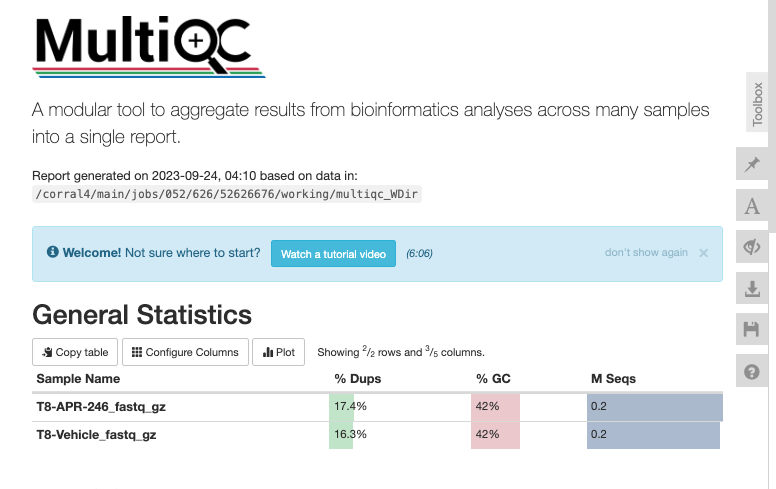 MultiQC
A modular tool to aggregate results from bioinformatics analyses across many samples
into a single report.
Toolbox
Report generated on 2023-09-24, 04:10 based on data in:
/corral4/main/jobs/052/626/52626676/working/multiqc_WDir
A
Welcome! Not sure where to start? Watch a tutorial video (6:06) don't show again ×
General Statistics
Copy table Configure Columns Plot Showing 2/2 rows and 3/5 columns.
Sample Name % Dups % GC M Seqs
T8-APR-246_fastq_gz 17.4% 42% 0.2
T8-Vehicle_fastq_gz 16.3% 42% 0.2